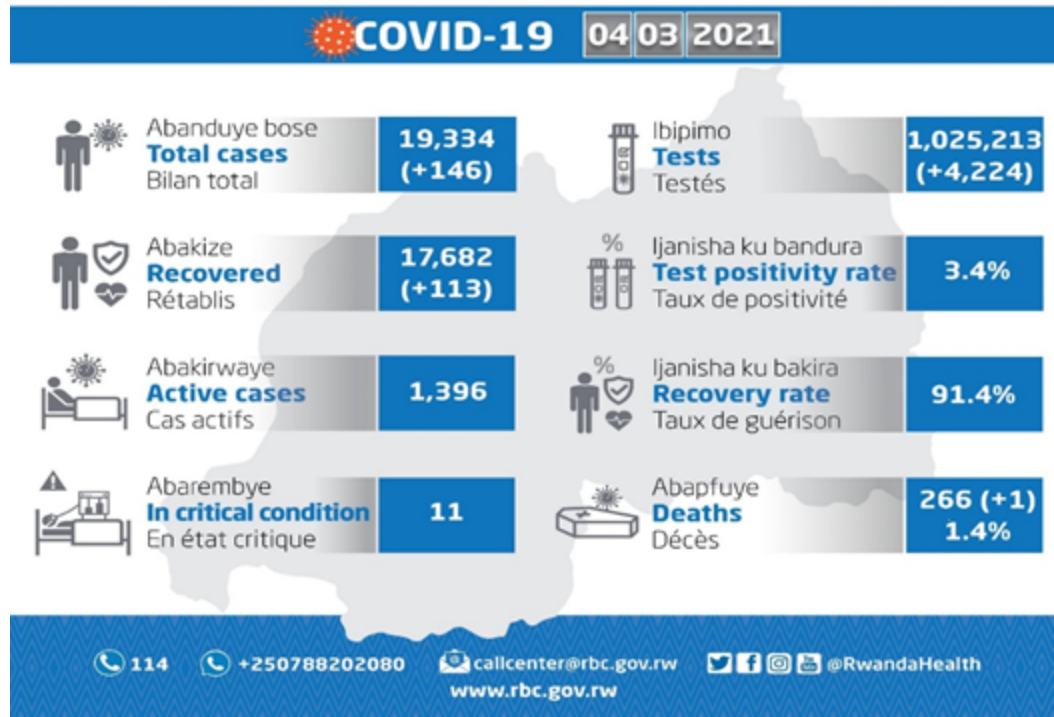 COVID-19 04 03 2021
Abanduye bose
Total cases
Bilan total
19,334
(+146)
Ibipimo
Tests
Testés
1,025,213
(+4,224)
Abakize
Recovered
Rétablis
17,682
(+113)
%
Ijanisha ku bandura
Test positivity rate
Taux de positivité
3.4%
Abakirwaye
Active cases
Cas actifs
1,396
%
Ijanisha ku bakira
Recovery rate
Taux de guérison
91.4%
Abarembye
In critical condition
En état critique
11
Abapfuye
Deaths
Décès
266 (+1)
1.4%
114 +250788202080 callcenter@rbc.gov.rw @RwandaHealth
www.rbc.gov.rw